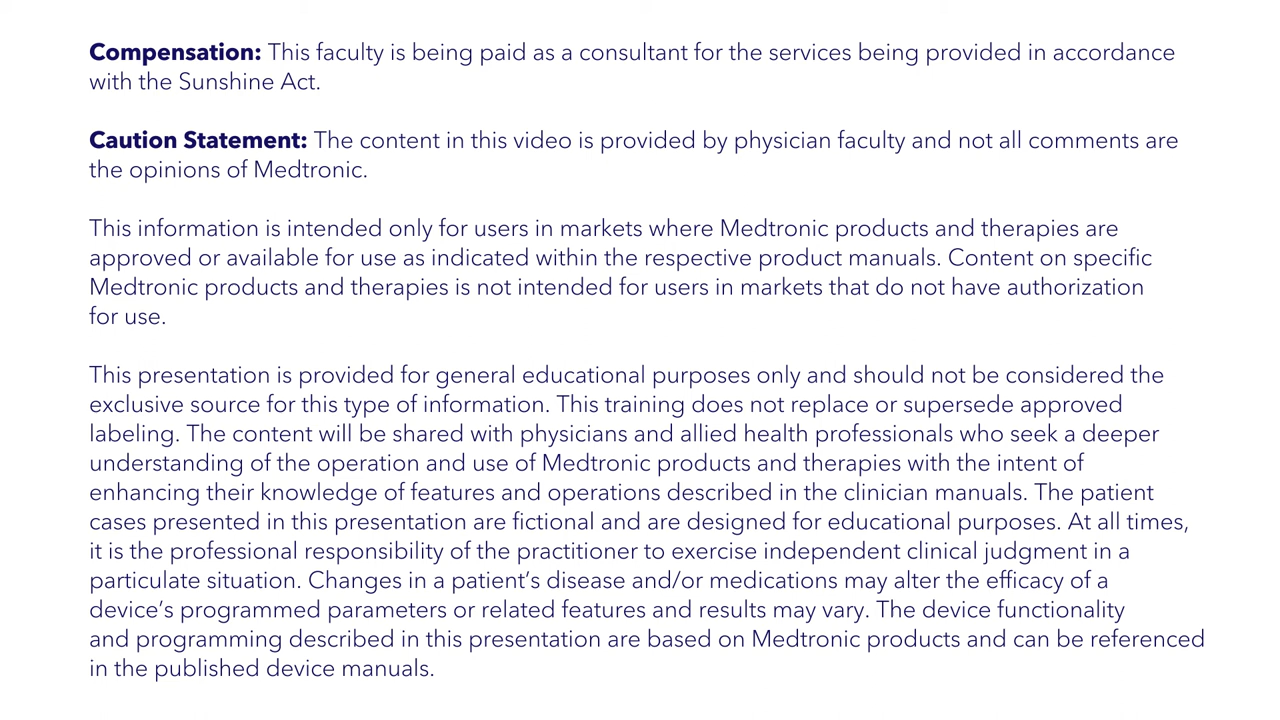 Compensation: This faculty is being paid as a consultant for the services being provided in accordance
with the Sunshine Act.
Caution Statement: The content in this video is provided by physician faculty and not all comments are
the opinions of Medtronic.
This information is intended only for users in markets where Medtronic products and therapies are
approved or available for use as indicated within the respective product manuals. Content on specific
Medtronic products and therapies is not intended for users in markets that do not have authorization
for use.
This presentation is provided for general educational purposes only and should not be considered the
exclusive source for this type of information. This training does not replace or supersede approved
labeling. The content will be shared with physicians and allied health professionals who seek a deeper
understanding of the operation and use of Medtronic products and therapies with the intent of
enhancing their knowledge of features and operations described in the clinician manuals. The patient
cases presented in this presentation are fictional and are designed for educational purposes. At all times,
it is the professional responsibility of the practitioner to exercise independent clinical judgment in a
particulate situation. Changes in a patient’s disease and/or medications may alter the efficacy of a
device’s programmed parameters or related features and results may vary. The device functionality
and programming described in this presentation are based on Medtronic products and can be referenced
in the published device manuals.